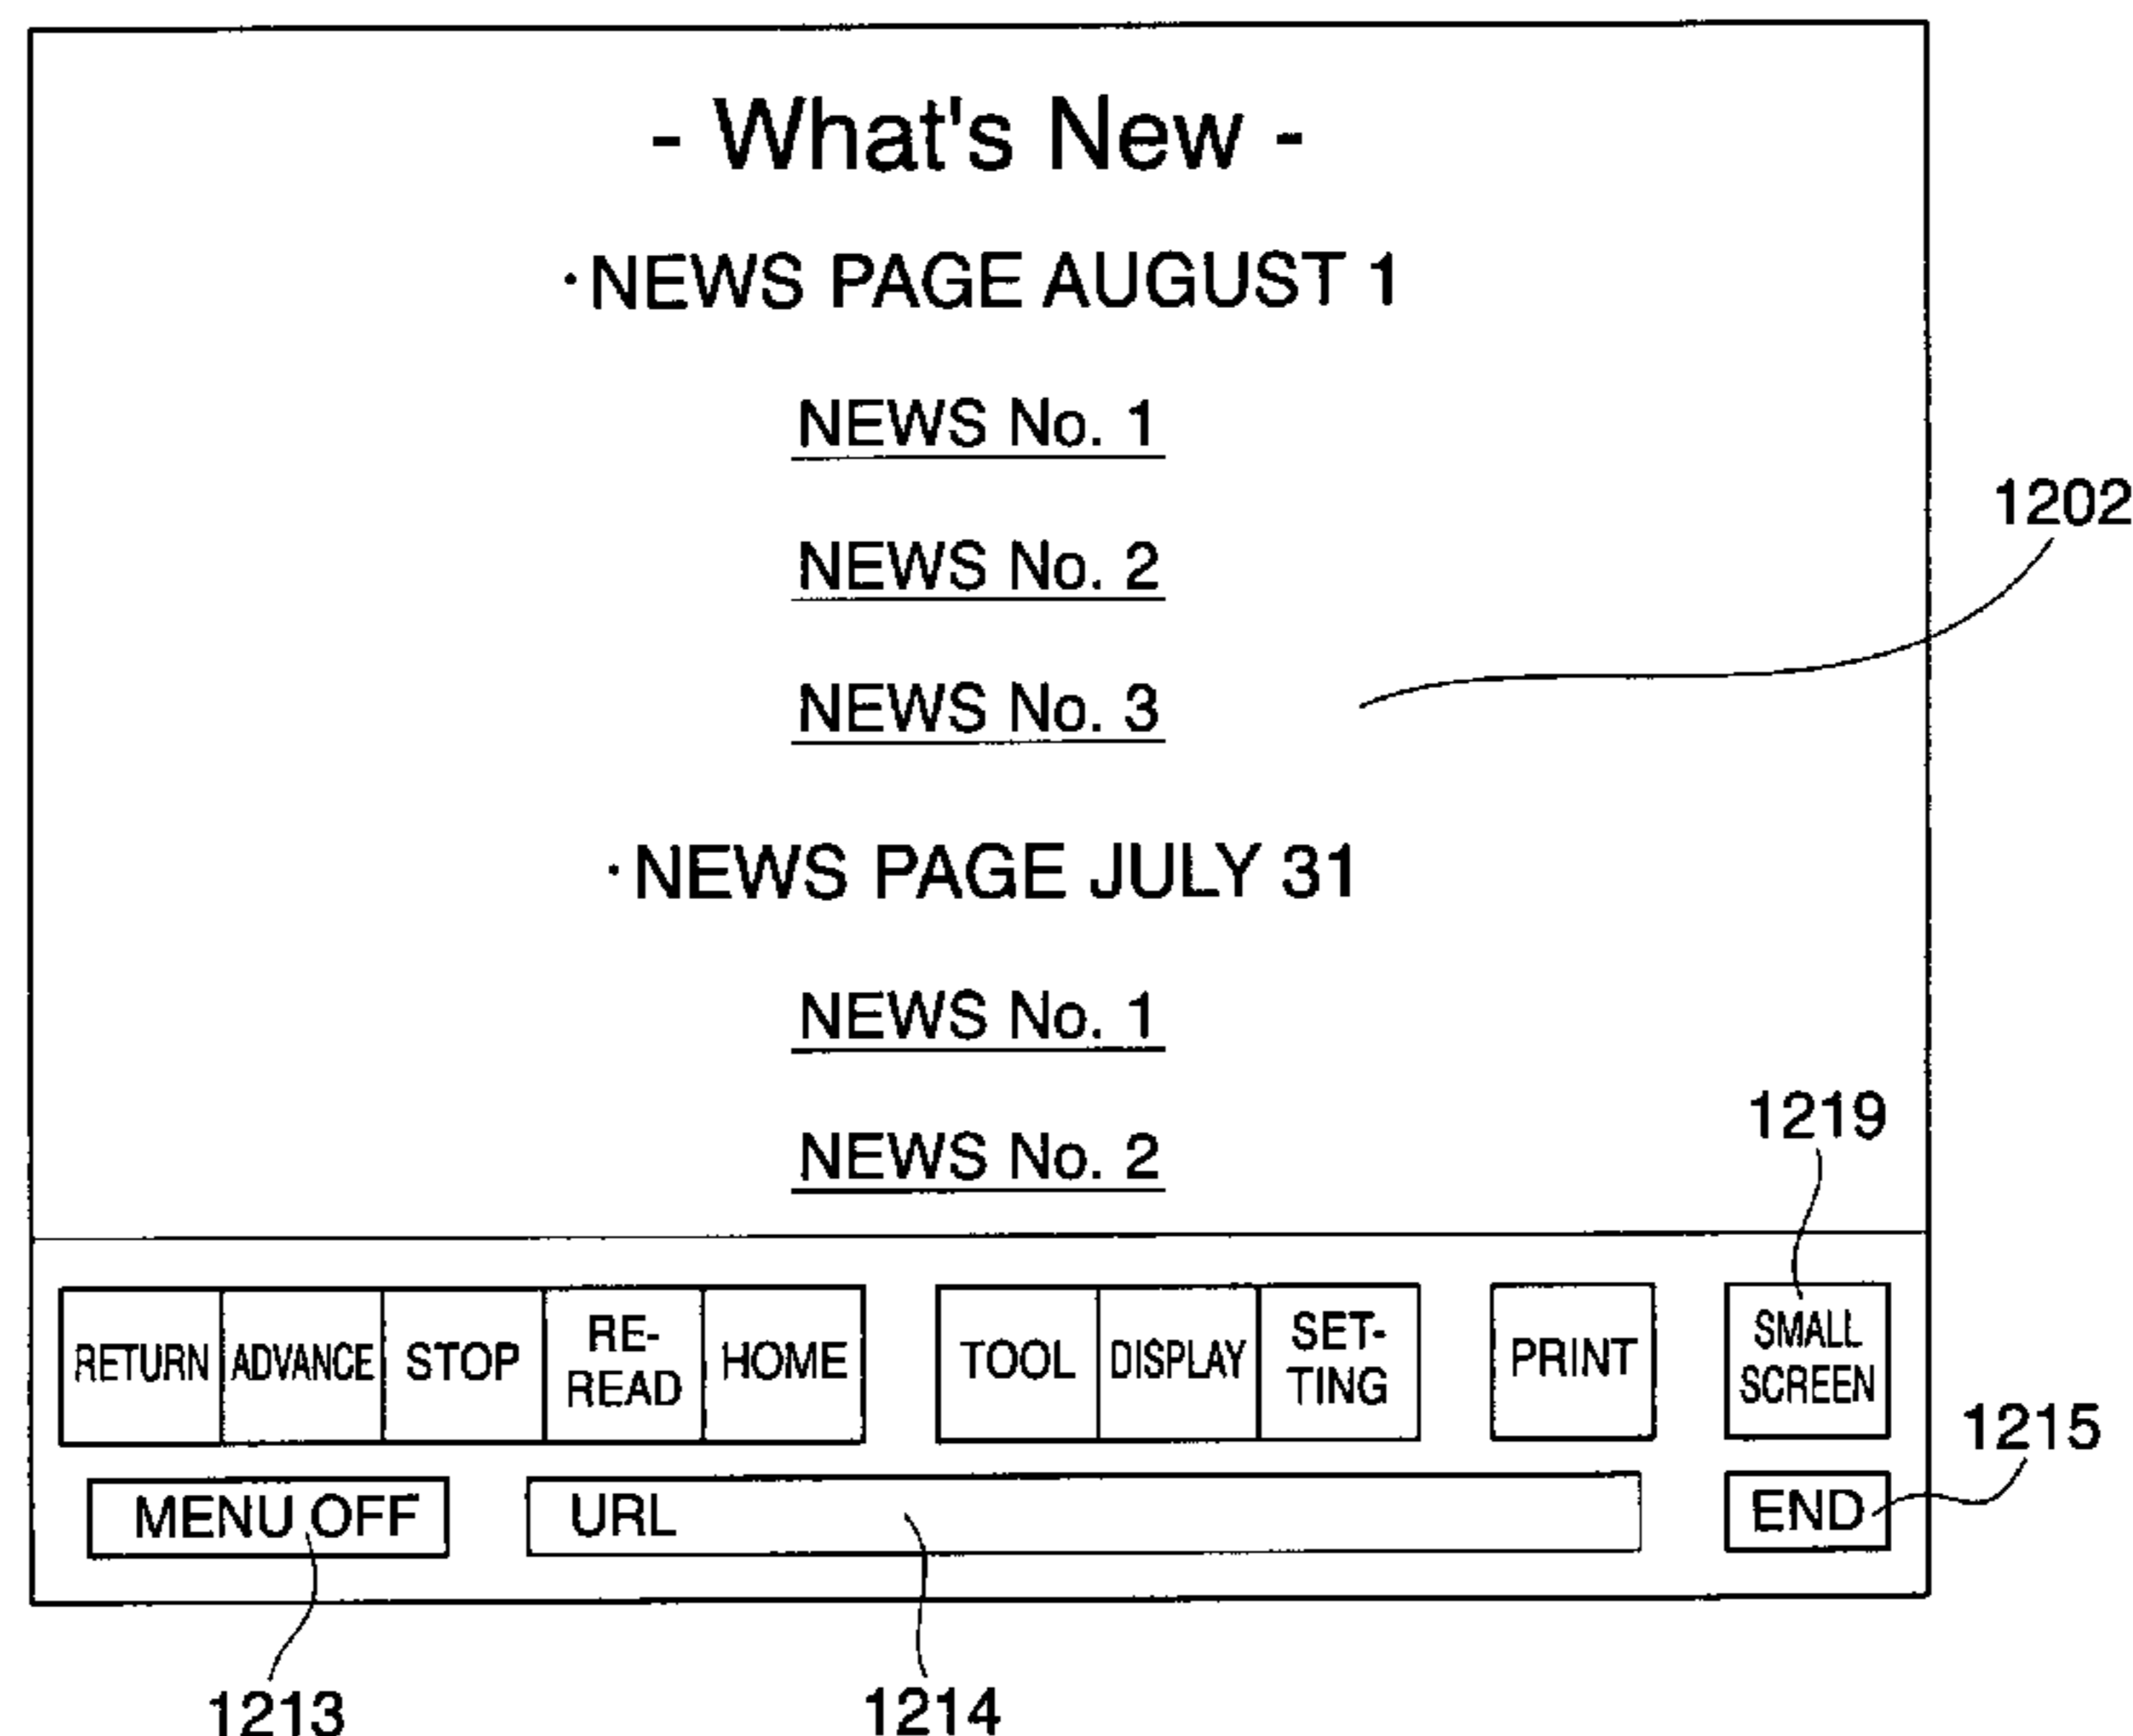 - What's New -
·NEWS PAGE AUGUST 1
NEWS No. 1
NEWS No. 2
NEWS No. 3
1202
·NEWS PAGE JULY 31
NEWS No. 1
NEWS No. 2
1219
RETURN
ADVANCE
STOP
RE-
READ
HOME
TOOL
DISPLAY
SET-
TING
PRINT
SMALL
SCREEN
1215
MENU OFF
URL
END
1213
1214